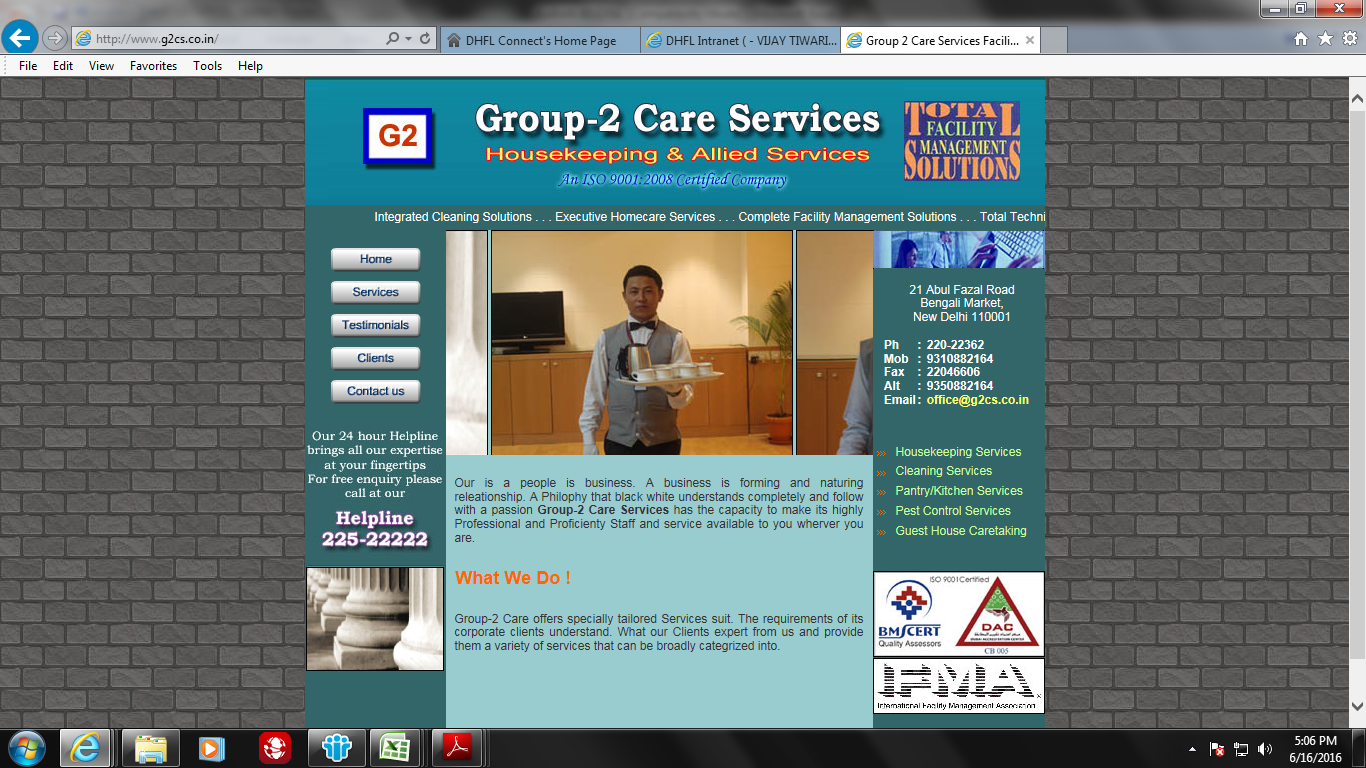 http://www.g2cs.co.in/
DHFL Connect's Home Page
DHFL Intranet ( - VIJAY TIWARI...
Group 2 Care Services Facili...
File Edit View Favorites Tools Help
G2
Group-2 Care Services
Housekeeping & Allied Services
An ISO 9001:2008 Certified Company
TOTAL
FACILITY
MANAGEMENT
SOLUTIONS
Integrated Cleaning Solutions . . . Executive Homecare Services . . . Complete Facility Management Solutions . . . Total Techni
Home
Services
Testimonials
Clients
Contact us
Our 24 hour Helpline
brings all our expertise
at your fingertips
For free enquiry please
call at our
Helpline
225-22222
Our is a people is business. A business is forming and naturing
releationship. A Philophy that black white understands completely and follow
with a passion Group-2 Care Services has the capacity to make its highly
Professional and Proficienty Staff and service available to you wherver you
are.
What We Do !
Group-2 Care offers specially tailored Services suit. The requirements of its
corporate clients understand. What our Clients expert from us and provide
them a variety of services that can be broadly categrized into.
21 Abul Fazal Road
Bengali Market,
New Delhi 110001
Ph : 220-22362
Mob : 9310882164
Fax : 22046606
Alt : 9350882164
Email : office@g2cs.co.in
Housekeeping Services
Cleaning Services
Pantry/Kitchen Services
Pest Control Services
Guest House Caretaking
ISO 9001 Certified
BMSCERT
Quality Assessors
DAC
DUBAI ACCREDITATION CENTER
CB 005
IFMA
International Facility Management Association
5:06 PM
6/16/2016